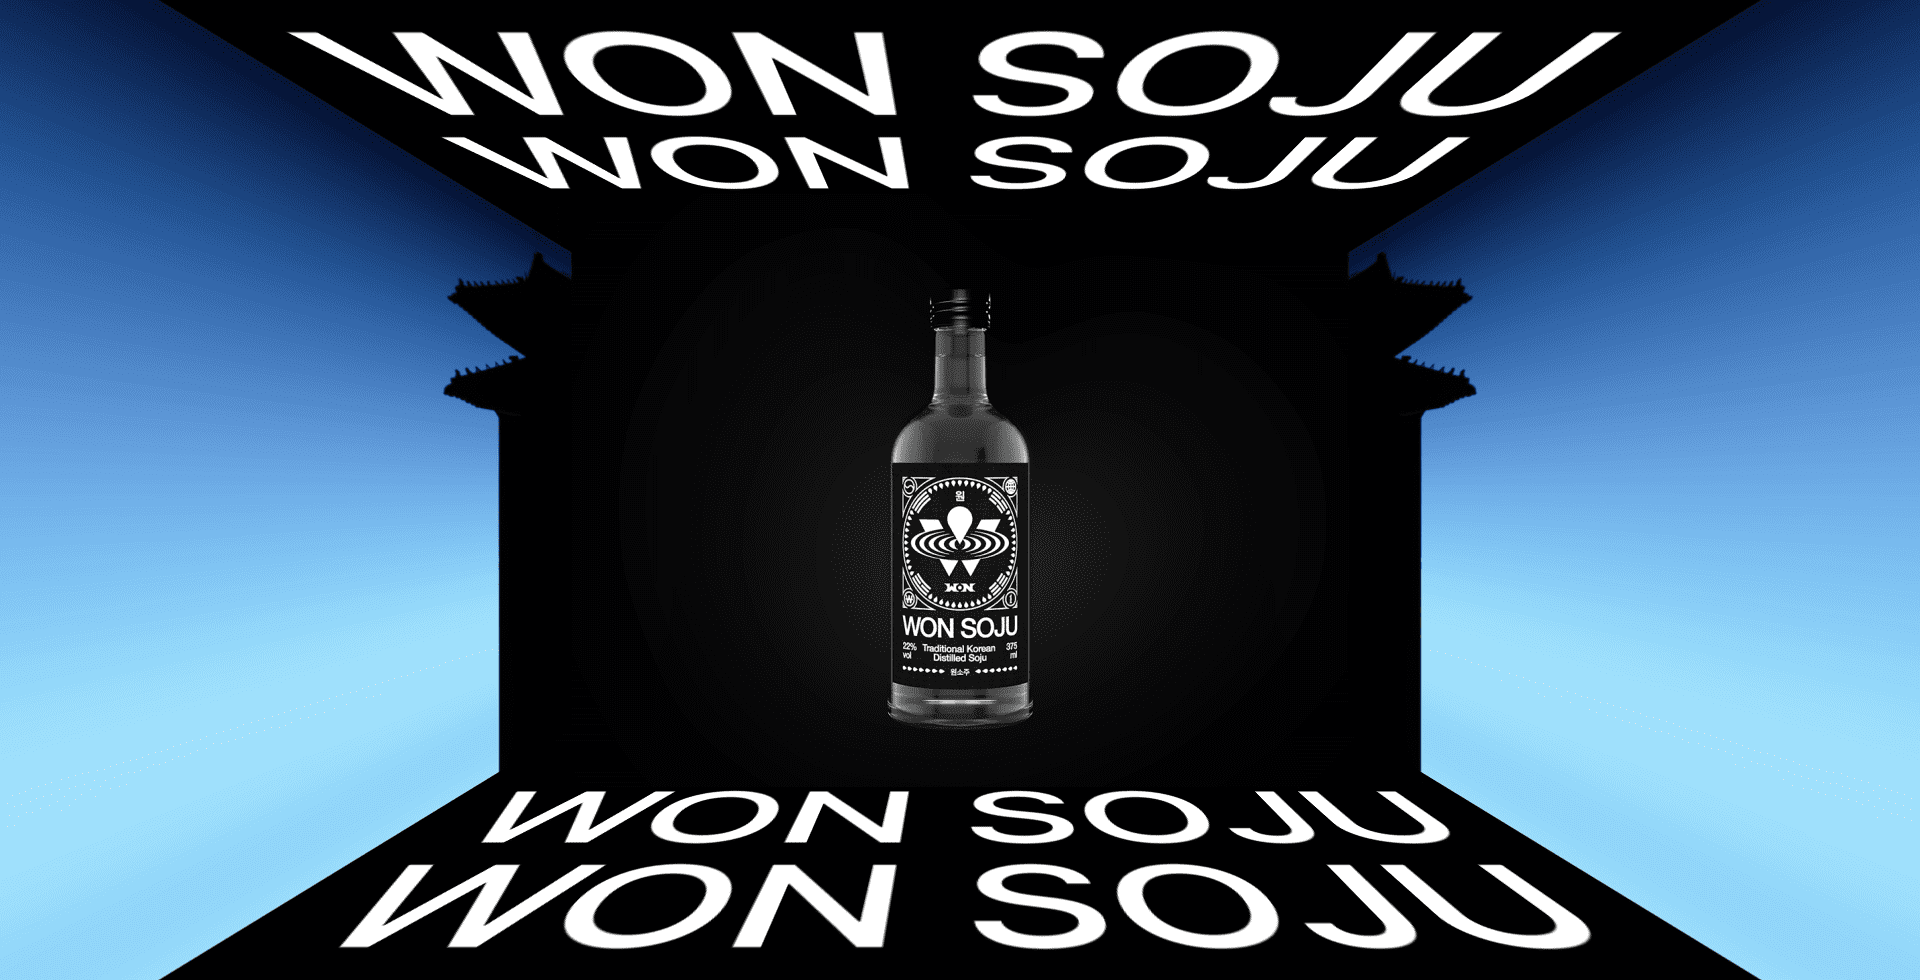 WON SOJU
WON SOJU
원
WON
WON SOJU
22% vol
Traditional Korean
Distilled Soju
375 ml
원소주
WON SOJU
WON SOJU